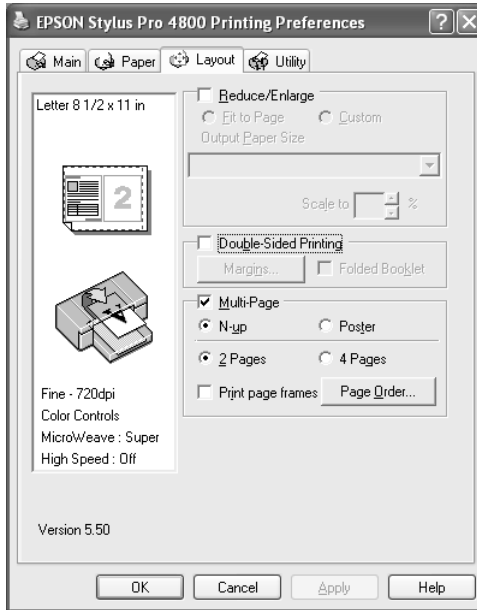 EPSON Stylus Pro 4800 Printing Preferences
Main Paper Layout Utility
Letter 8 1/2 x 11 in
2
Fine - 720dpi
Color Controls
MicroWeave : Super
High Speed : Off
Version 5.50
Reduce/Enlarge
Fit to Page Custom
Output Paper Size
Scale to %
Double-Sided Printing
Margins... Folded Booklet
Multi-Page
N-up Poster
2 Pages 4 Pages
Print page frames Page Order...
OK Cancel Apply Help